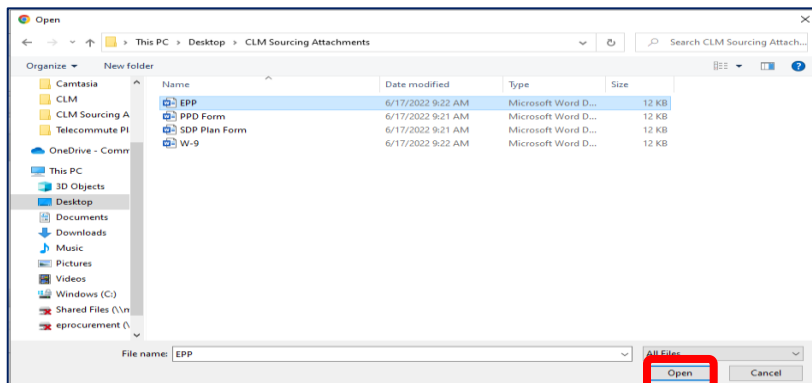 Open
This PC > Desktop > CLM Sourcing Attachments
Search CLM Sourcing Attach...
Organize
New folder
Camtasia
CLM
CLM Sourcing A
Telecommute Pl
OneDrive - Comm
This PC
3D Objects
Desktop
Documents
Downloads
Music
Pictures
Videos
Windows (C:)
Shared Files (\\n
eprocurement (\
Name Date modified Type Size
EPP 6/17/2022 9:22 AM Microsoft Word D... 12 KB
PPD Form 6/17/2022 9:21 AM Microsoft Word D... 12 KB
SDP Plan Form 6/17/2022 9:21 AM Microsoft Word D... 12 KB
W-9 6/17/2022 9:22 AM Microsoft Word D... 12 KB
File name: EPP
All Files
Open
Cancel